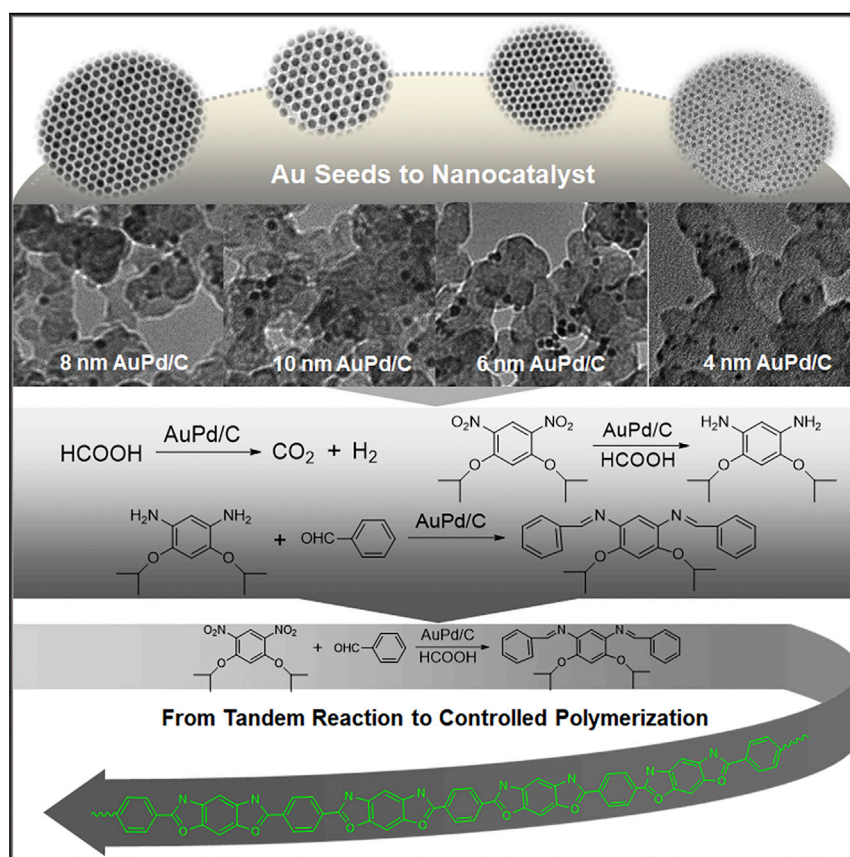 Au Seeds to Nanocatalyst
8 nm AuPd/C
10 nm AuPd/C
6 nm AuPd/C
4 nm AuPd/C
HCOOH
AuPd/C
CO₂ + H₂
O₂N
NO₂
O
O
AuPd/C
HCOOH
H₂N
NH₂
O
O
H₂N
NH₂
O
O
+
OHC
AuPd/C
N
N
O
O
O₂N
NO₂
O
O
+
OHC
AuPd/C
HCOOH
N
N
O
O
From Tandem Reaction to Controlled Polymerization
N
N
O
O
N
N
O
O
N
N
O
O
N
N
O
O